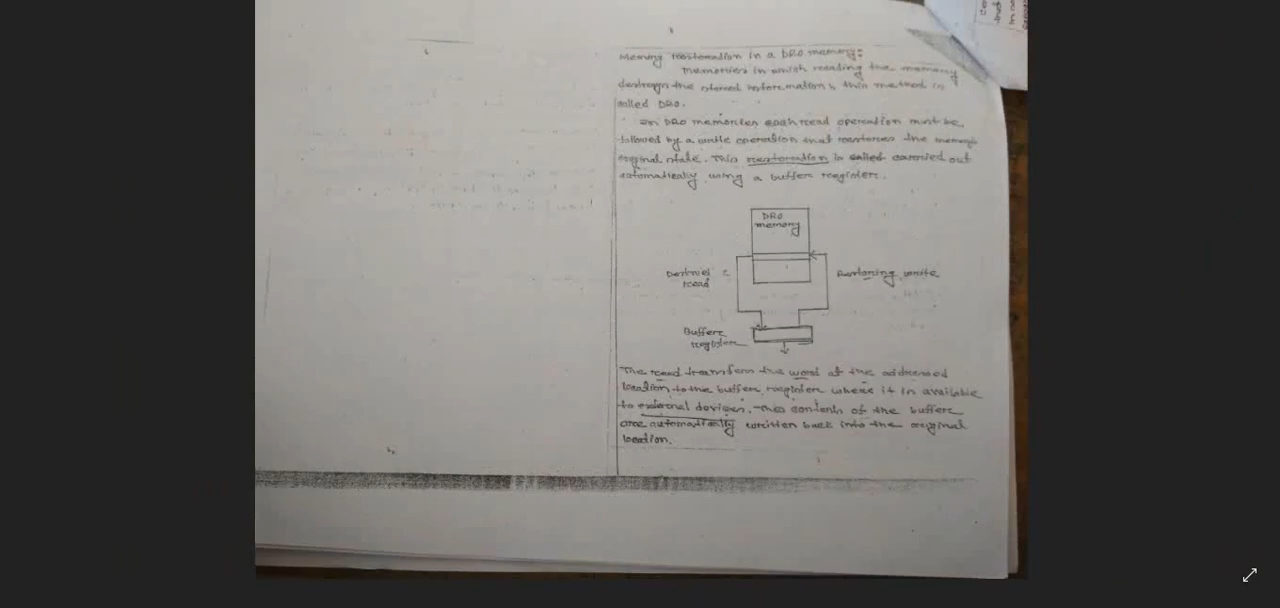 Memory restoration in a DRO memory:
Memories in which reading the memory
destroys the stored information, this method is
called DRO.
In DRO memories each read operation must be
followed by a write operation that restores the memory
original state. This restoration is called carried out
automatically using a buffer register.
DRO
memory
Destruct
read
Restoring write
Buffer
register
The read transfers the word at the addressed
location to the buffer register where it is available
to external devices. This contents of the buffer
are automatically written back into the original
location.